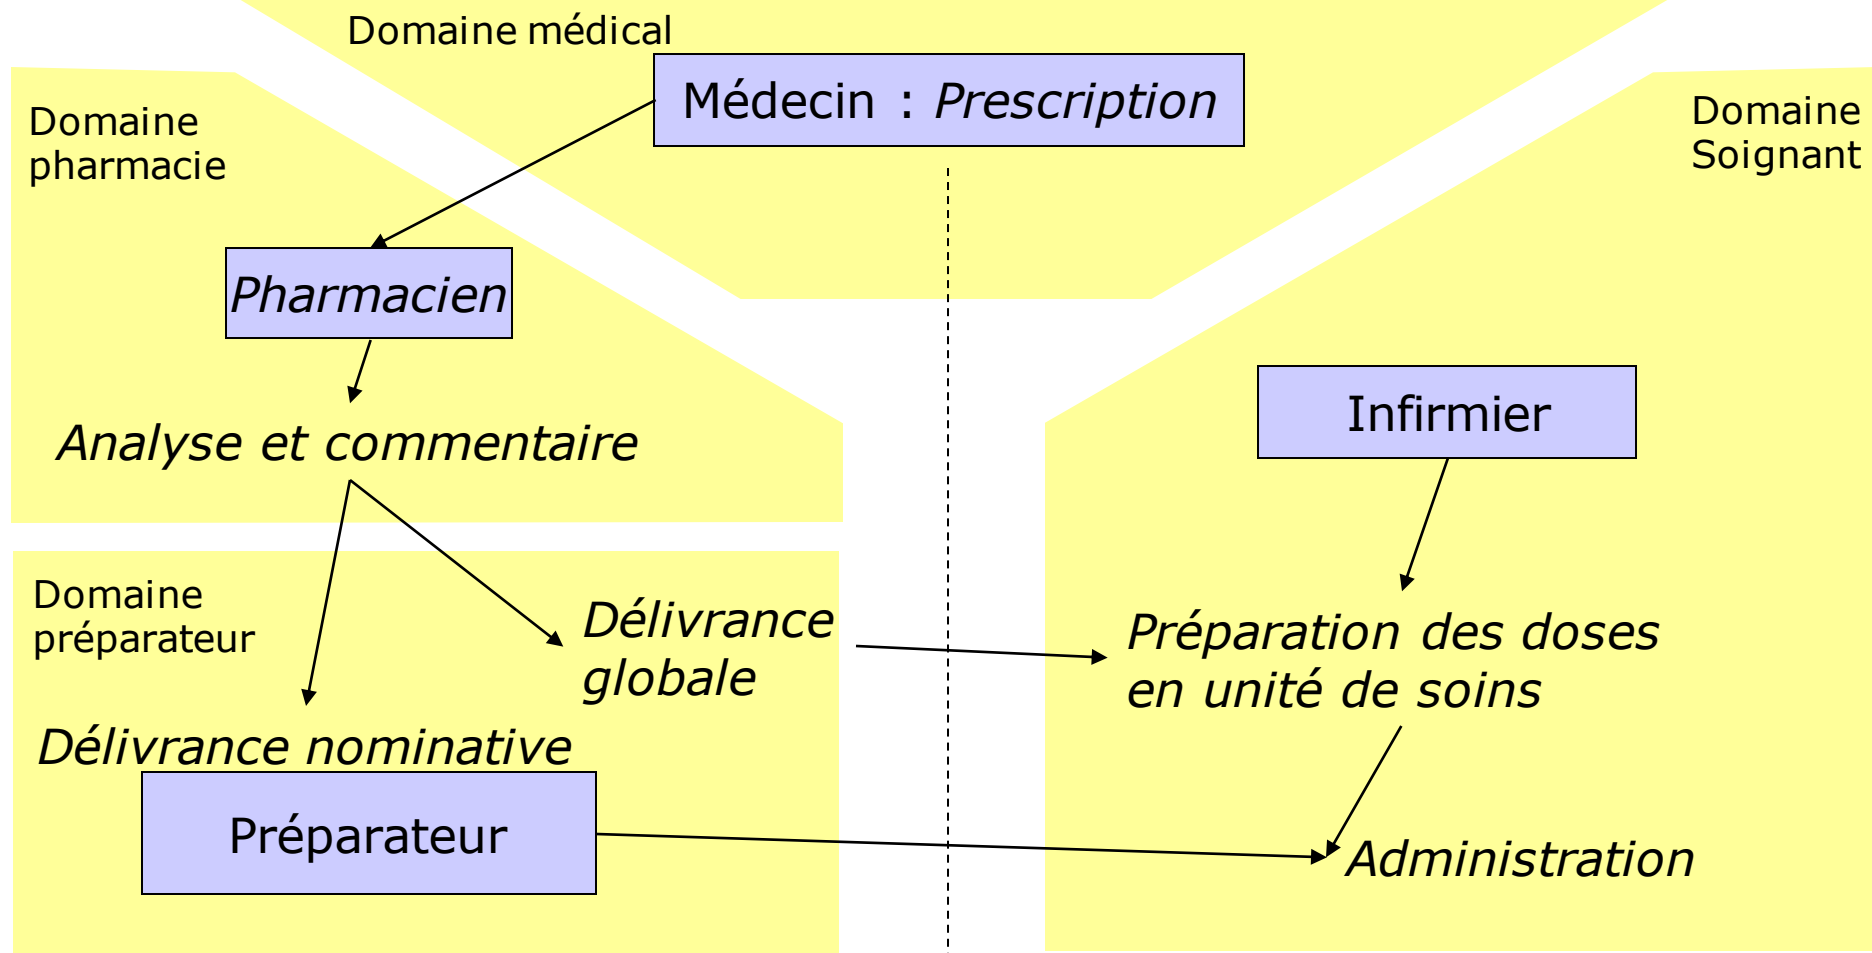 Domaine médical
Médecin : Prescription
Domaine
pharmacie
Domaine
Soignant
Pharmacien
Analyse et commentaire
Infirmier
Domaine
préparateur
Délivrance
globale
Préparation des doses
en unité de soins
Délivrance nominative
Préparateur
Administration